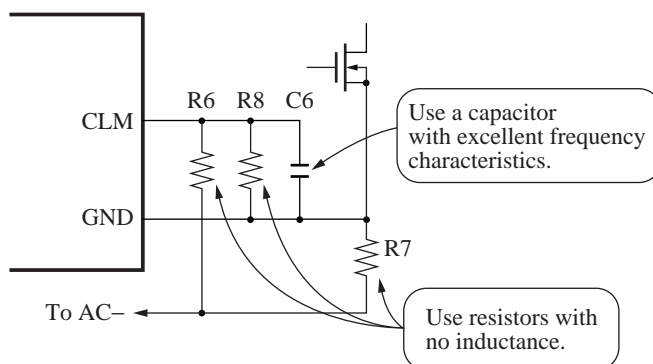 R6 R8 C6
CLM
Use a capacitor
with excellent frequency
characteristics.
GND
R7
To AC–
Use resistors with
no inductance.